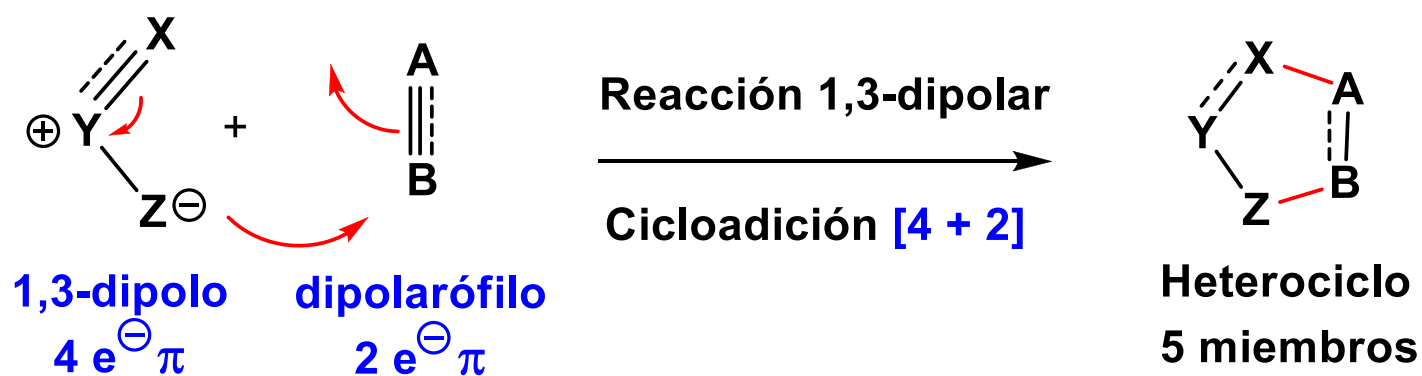 X
⊕ Y
Z ⊖
+
A
B
Reacción 1,3-dipolar
Cicloadición [4 + 2]
X
A
Y
B
Z
1,3-dipolo
4 e⊖ π
dipolarófilo
2 e⊖ π
Heterociclo
5 miembros